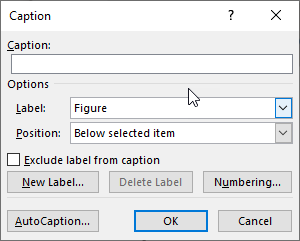 Caption
?
Caption:
Options
Label: Figure
Position: Below selected item
Exclude label from caption
New Label... Delete Label Numbering...
AutoCaption... OK Cancel